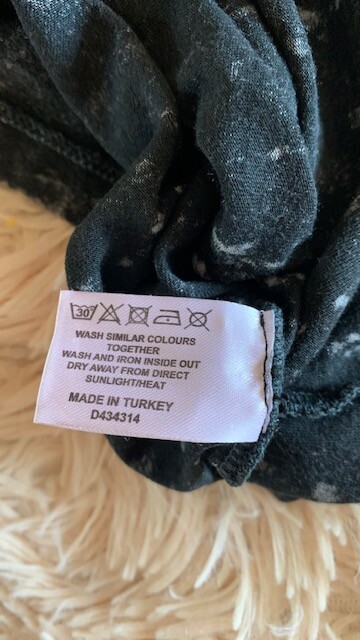 30
WASH SIMILAR COLOURS
TOGETHER
WASH AND IRON INSIDE OUT
DRY AWAY FROM DIRECT
SUNLIGHT/HEAT
MADE IN TURKEY
D434314